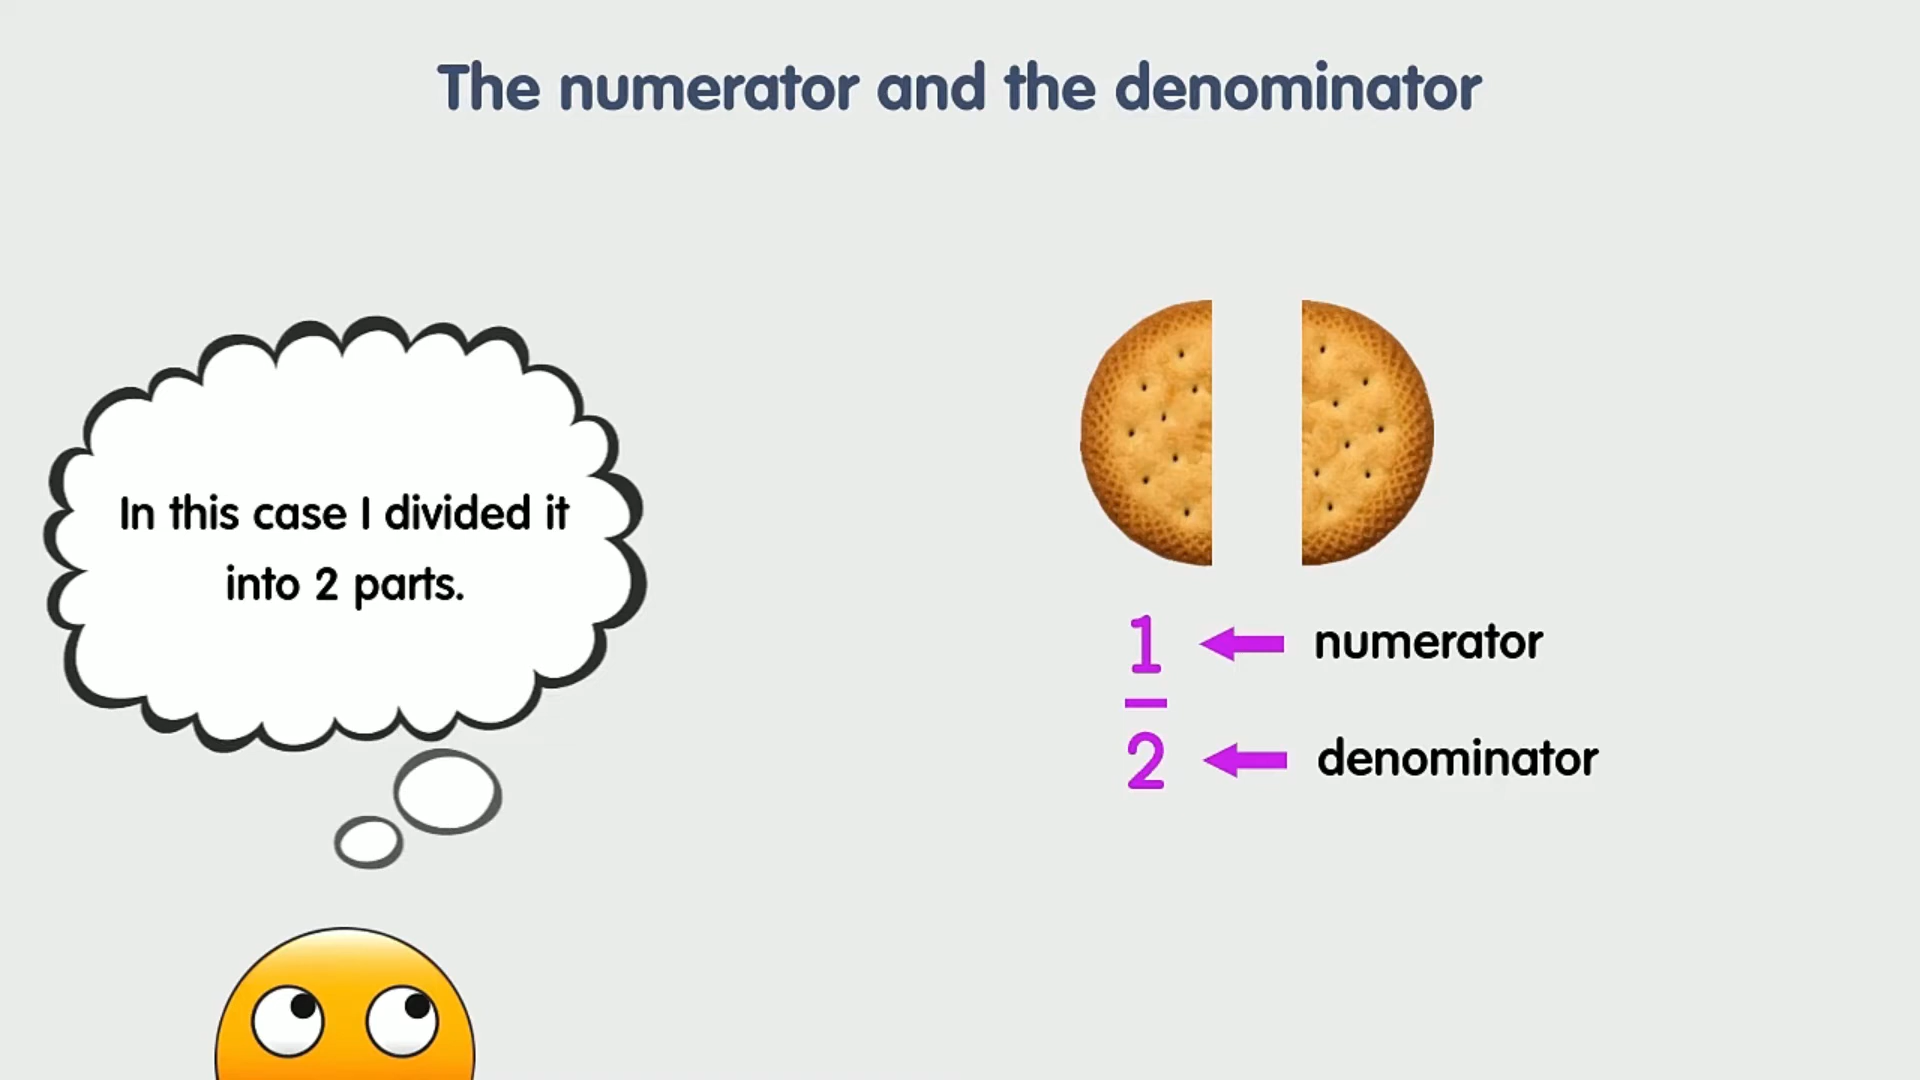 The numerator and the denominator
In this case I divided it
into 2 parts.
1
numerator
2
denominator